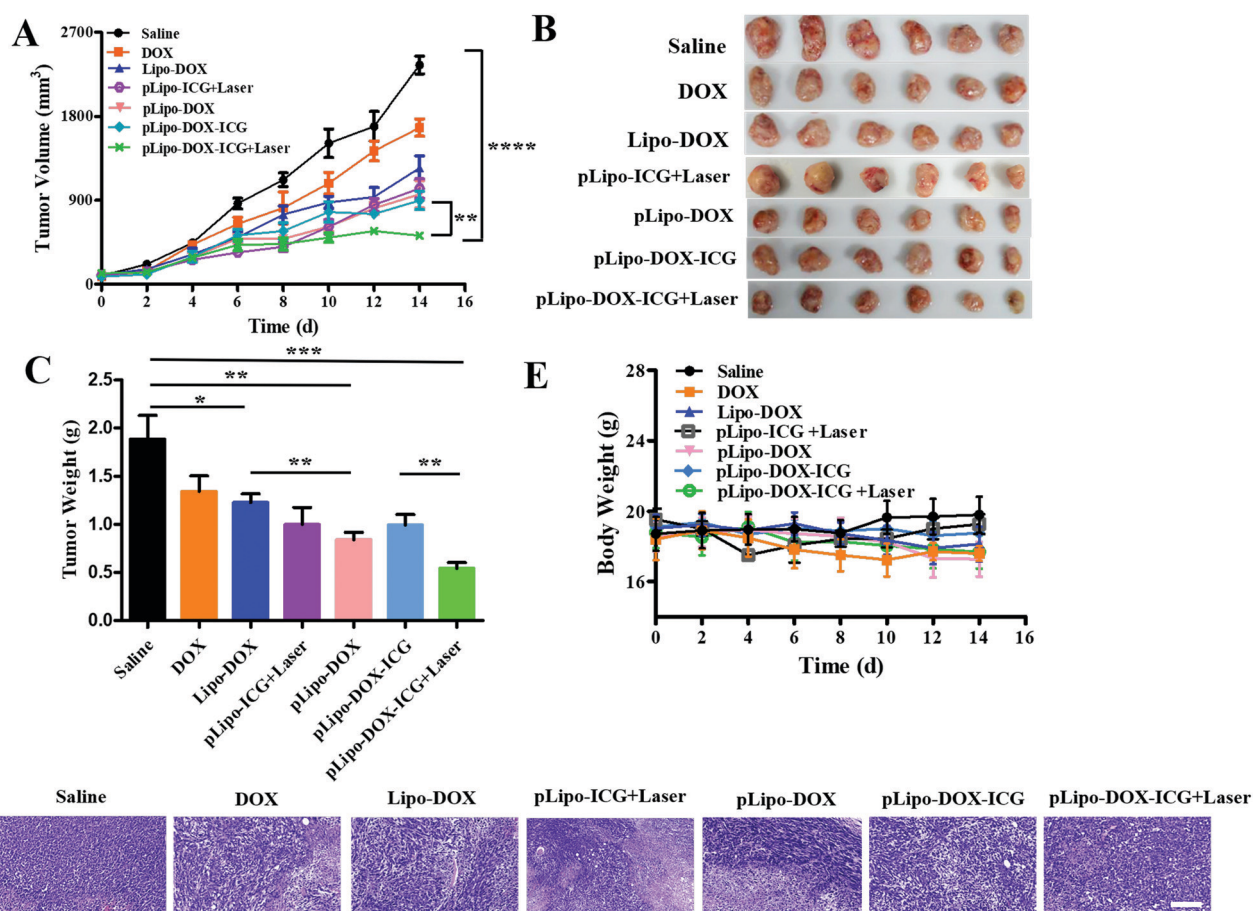 A
Tumor Volume (mm³)
2700
1800
900
0
0 2 4 6 8 10 12 14 16
Time (d)
Saline
DOX
Lipo-DOX
pLipo-ICG+Laser
pLipo-DOX
pLipo-DOX-ICG
pLipo-DOX-ICG+Laser
****
**
B
Saline
DOX
Lipo-DOX
pLipo-ICG+Laser
pLipo-DOX
pLipo-DOX-ICG
pLipo-DOX-ICG+Laser
C
Tumor Weight (g)
2.5
2.0
1.5
1.0
0.5
0.0
***
**
*
**
**
Saline
DOX
Lipo-DOX
pLipo-ICG+Laser
pLipo-DOX
pLipo-DOX-ICG
pLipo-DOX-ICG+Laser
E
Body Weight (g)
28
24
20
16
0 2 4 6 8 10 12 14 16
Time (d)
Saline
DOX
Lipo-DOX
pLipo-ICG +Laser
pLipo-DOX
pLipo-DOX-ICG
pLipo-DOX-ICG +Laser
Saline DOX Lipo-DOX pLipo-ICG+Laser pLipo-DOX pLipo-DOX-ICG pLipo-DOX-ICG+Laser